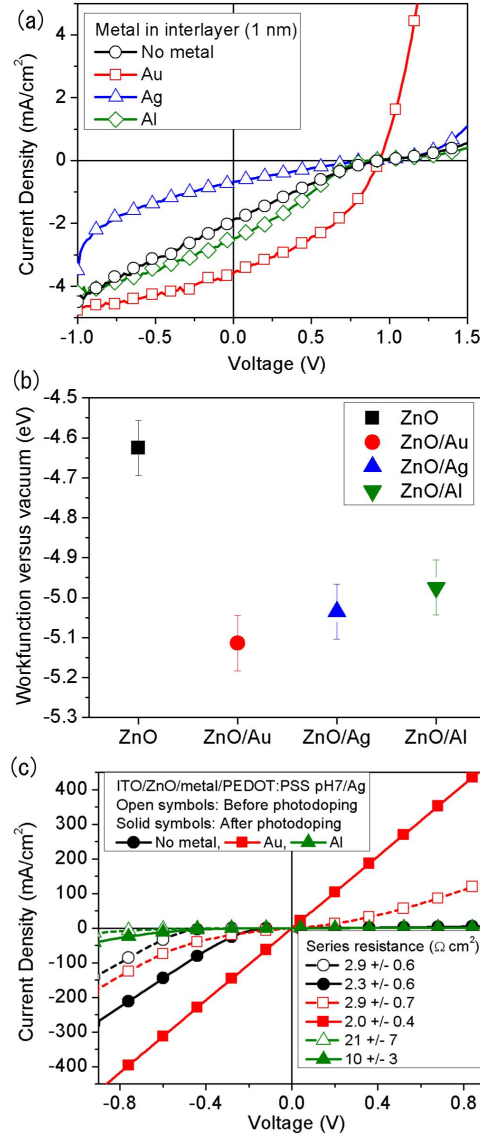 (a)
Metal in interlayer (1 nm)
No metal
Au
Ag
Al
Current Density (mA/cm²)
4
2
0
-2
-4
-1.0 -0.5 0.0 0.5 1.0 1.5
Voltage (V)
(b)
Workfunction versus vacuum (eV)
-4.5
-4.6
-4.7
-4.8
-4.9
-5.0
-5.1
-5.2
-5.3
ZnO
ZnO/Au
ZnO/Ag
ZnO/Al
ZnO ZnO/Au ZnO/Ag ZnO/Al
(c)
ITO/ZnO/metal/PEDOT:PSS pH7/Ag
Open symbols: Before photodoping
Solid symbols: After photodoping
No metal, Au, Al
Current Density (mA/cm²)
400
300
200
100
0
-100
-200
-300
-400
Series resistance (Ω cm²)
2.9 +/- 0.6
2.3 +/- 0.6
2.9 +/- 0.7
2.0 +/- 0.4
21 +/- 7
10 +/- 3
-0.8 -0.4 0.0 0.4 0.8
Voltage (V)